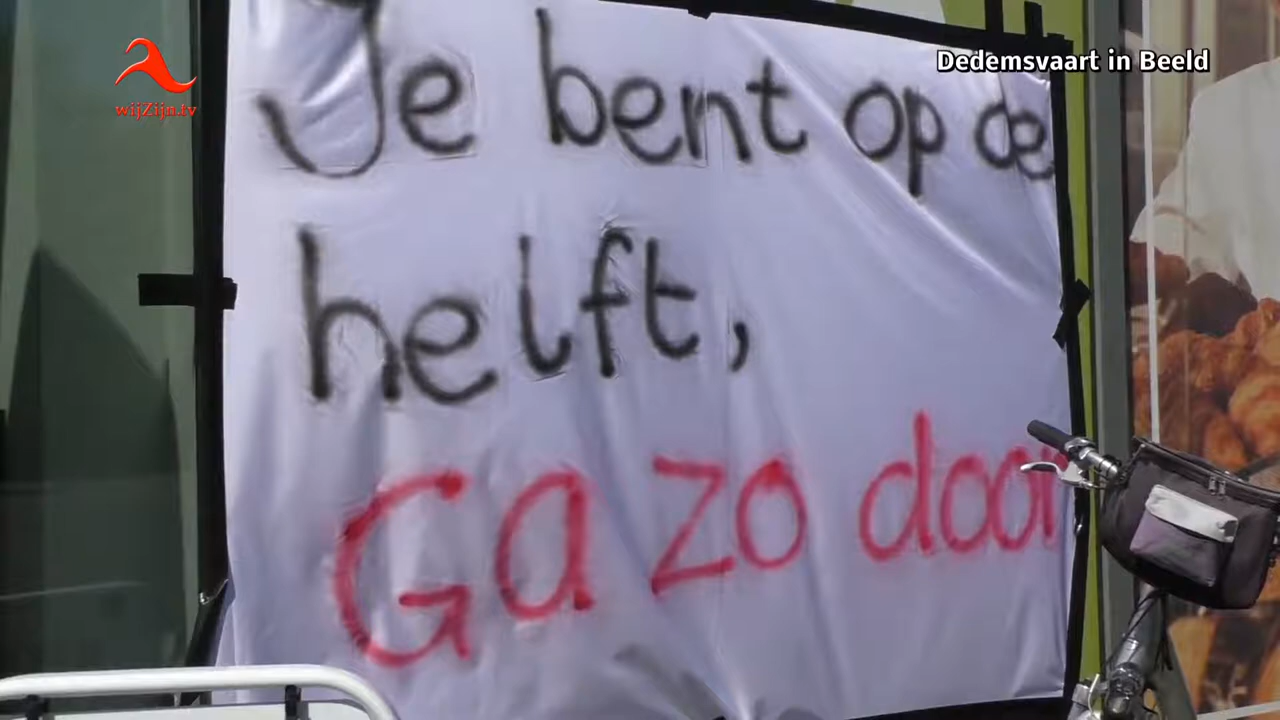 wijZijn.tv
Dedemsvaart in Beeld
Je bent op de
helft,
Ga zo door